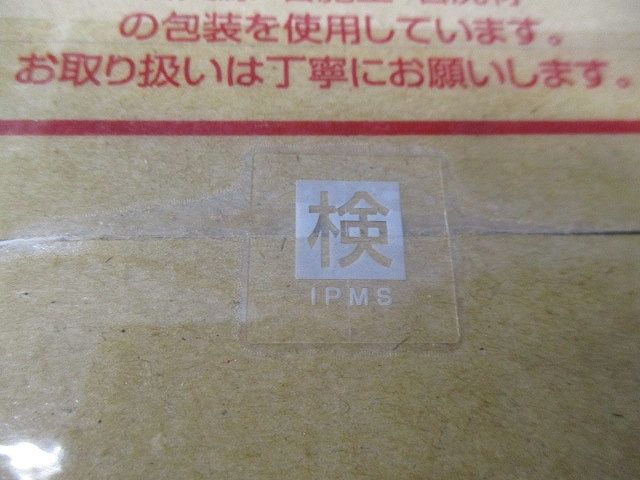 の包装を使用しています。
お取り扱いは丁寧にお願いします。
検
IPMS